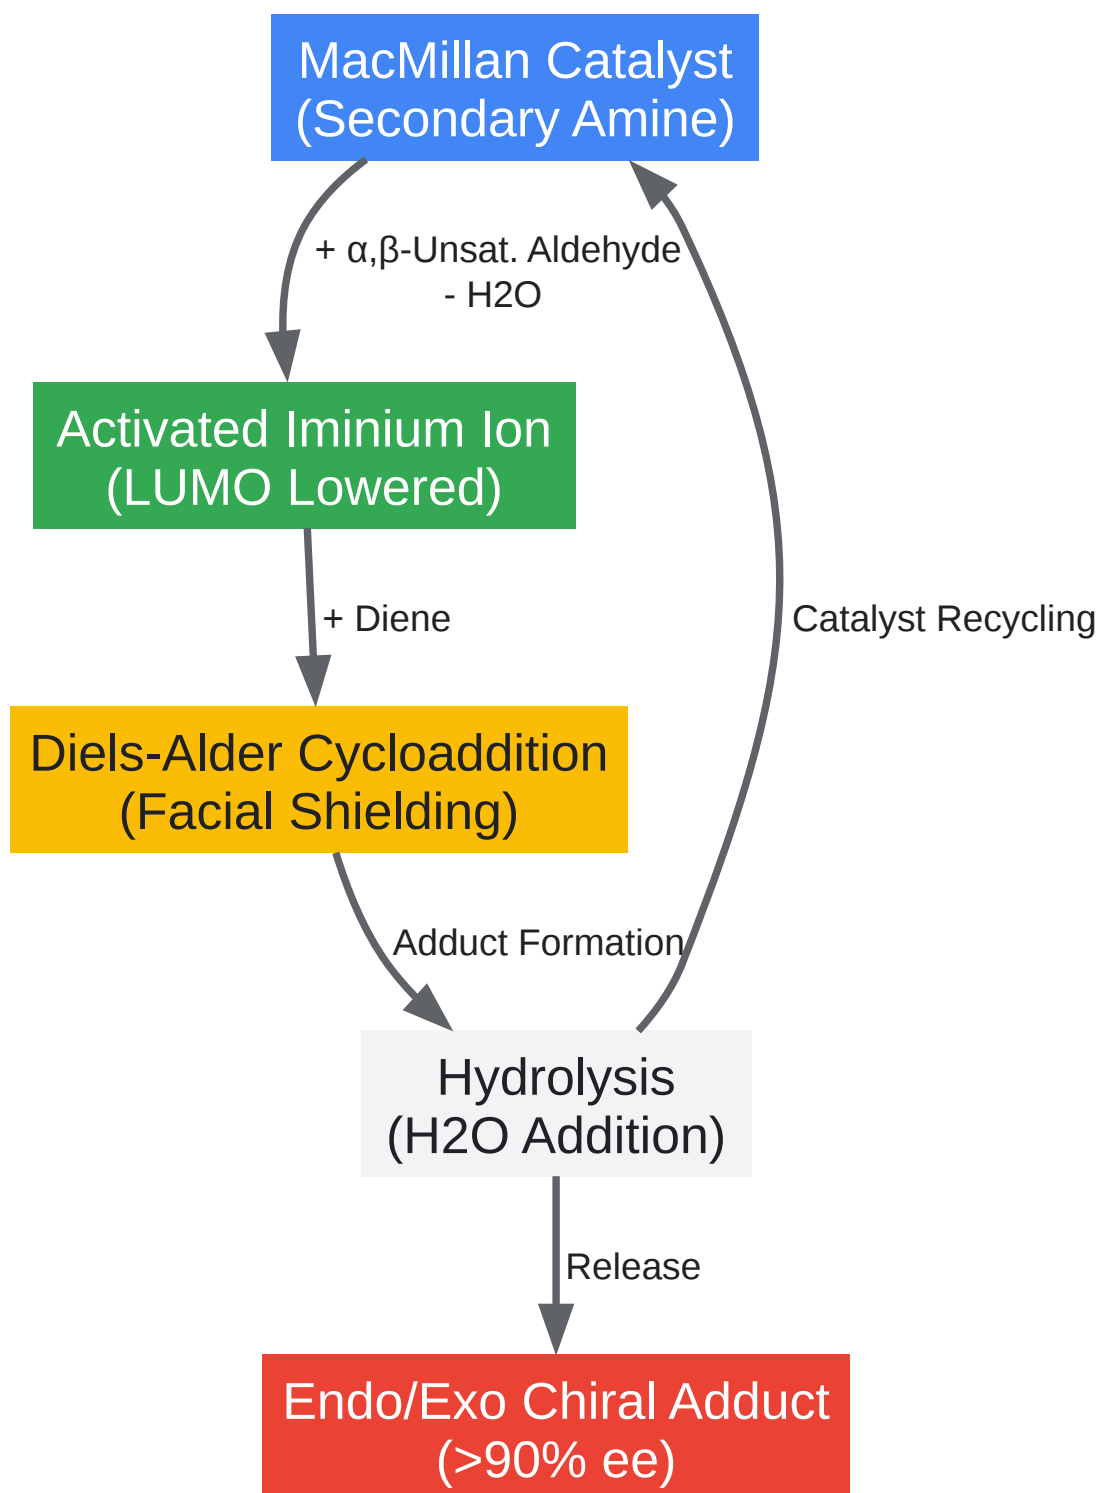 MacMillan Catalyst
(Secondary Amine)
+ α,β-Unsat. Aldehyde
- H2O
Activated Iminium Ion
(LUMO Lowered)
+ Diene
Catalyst Recycling
Diels-Alder Cycloaddition
(Facial Shielding)
Adduct Formation
Hydrolysis
(H2O Addition)
Release
Endo/Exo Chiral Adduct
(>90% ee)